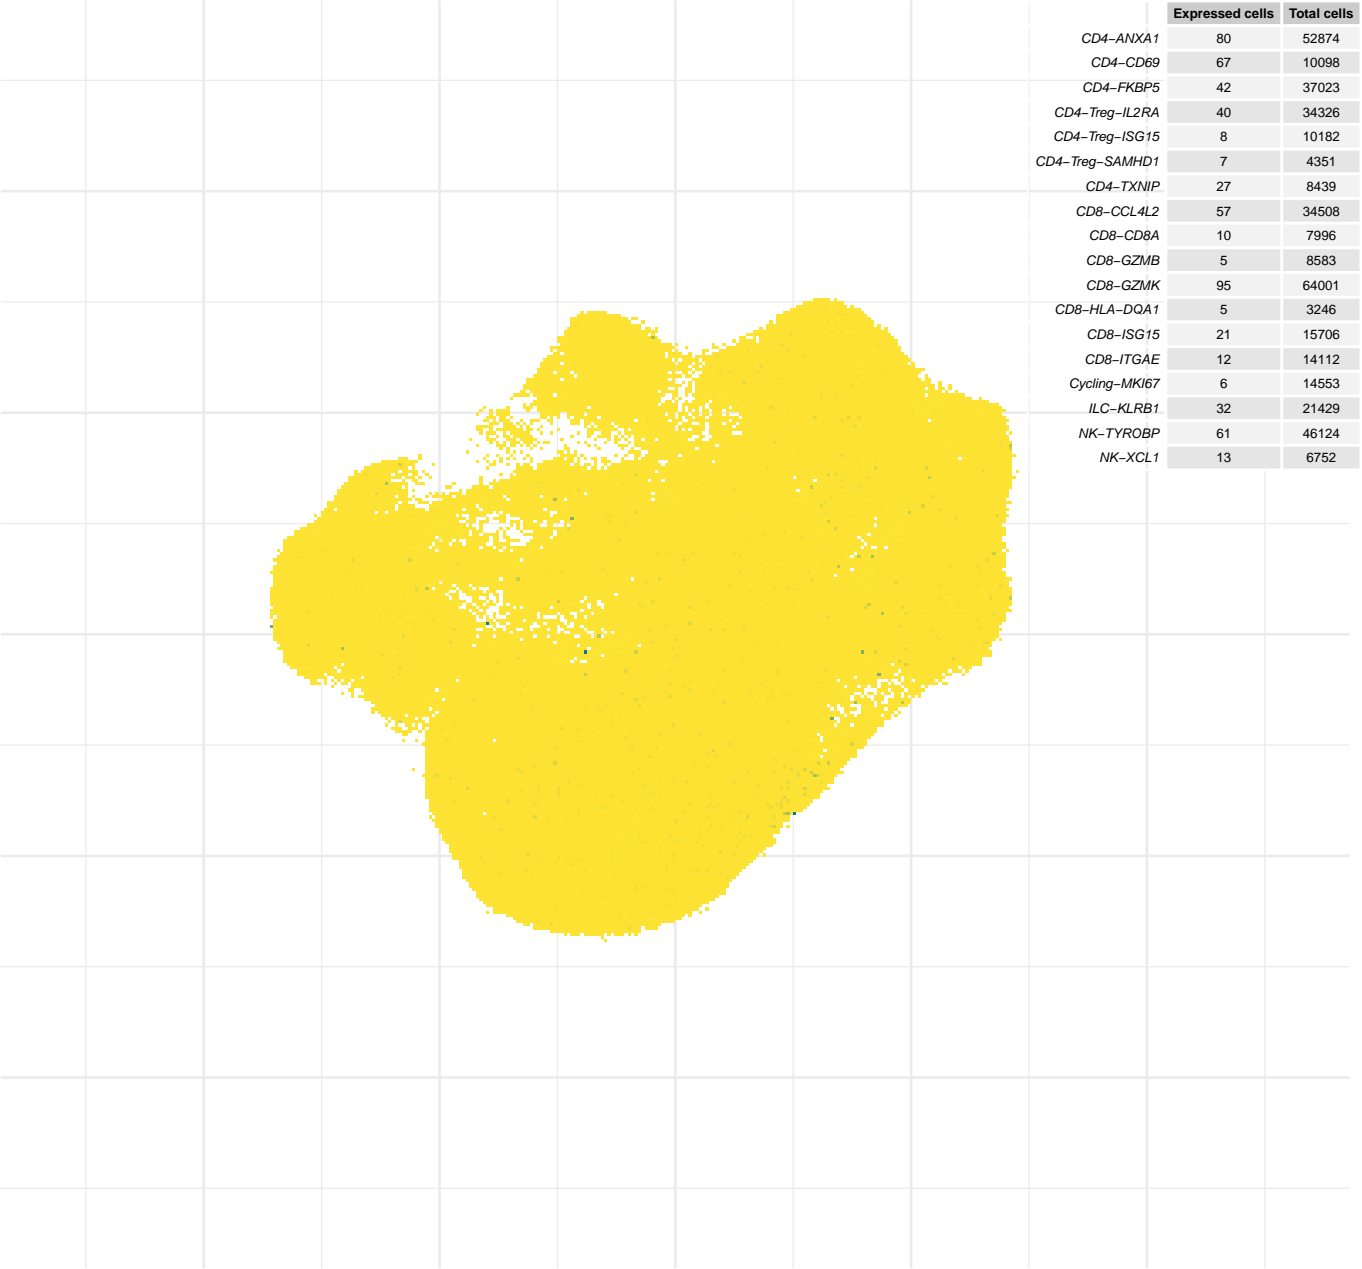 Expressed cells Total cells
CD4−ANXA1 80 52874
CD4−CD69 67 10098
CD4−FKBP5 42 37023
CD4−Treg−IL2RA 40 34326
CD4−Treg−ISG15 8 10182
CD4−Treg−SAMHD1 7 4351
CD4−TXNIP 27 8439
CD8−CCL4L2 57 34508
CD8−CD8A 10 7996
CD8−GZMB 5 8583
CD8−GZMK 95 64001
CD8−HLA−DQA1 5 3246
CD8−ISG15 21 15706
CD8−ITGAE 12 14112
Cycling−MKI67 6 14553
ILC−KLRB1 32 21429
NK−TYROBP 61 46124
NK−XCL1 13 6752